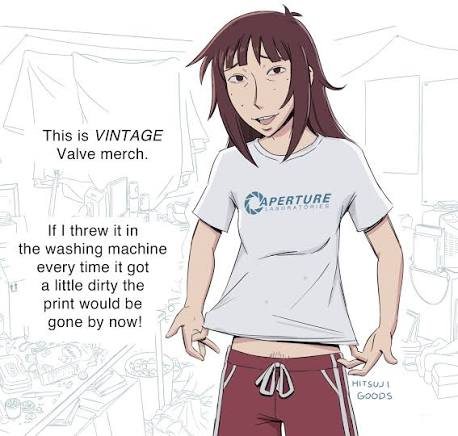 This is VINTAGE
Valve merch.
If I threw it in
the washing machine
every time it got
a little dirty the
print would be
gone by now!
APERTURE
LABORATORIES
HITSUJI
GOODS